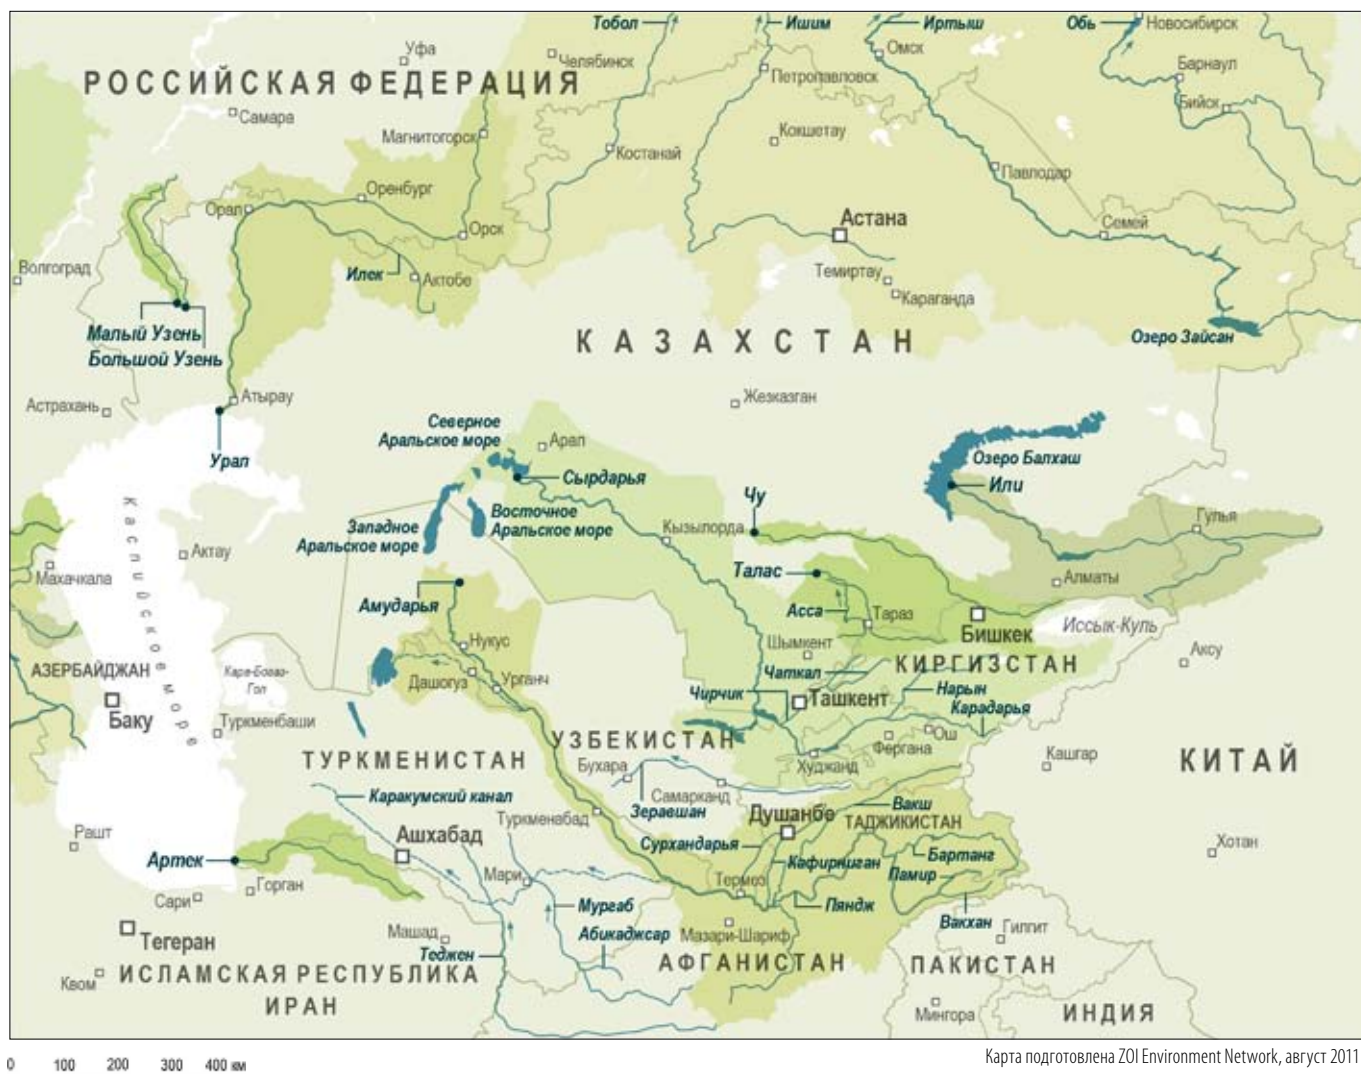 Тобол
Ишим
Иртыш
Обь
Новосибирск
Уфа
Челябинск
Омск
Петропавловск
Барнаул
РОССИЙСКАЯ ФЕДЕРАЦИЯ
Бийск
Самара
Магнитогорск
Кокшетау
Костанай
Павлодар
Оренбург
Орал
Орск
Астана
Семей
Волгоград
Илек
Актобе
Темиртау
Караганда
Малый Узень
Большой Узень
КАЗАХСТАН
Озеро Зайсан
Астрахань
Атырау
Жезказган
Урал
Северное
Аральское море
Арал
Озеро Балхаш
Сырдарья
Или
Чу
Каспийское море
Западное
Аральское море
Восточное
Аральское море
Кызылорда
Гулья
Актау
Махачкала
Талас
Алматы
Амударья
Асса
Тараз
Бишкек
Иссык-Куль
Нукус
Шымкент
Аксу
АЗЕРБАЙДЖАН
Кара-Богаз-
Гол
Чаткал
КИРГИЗСТАН
Дашогуз
Урганч
Чирчик
Ташкент
Нарын
Карадарья
Баку
Туркменбаши
УЗБЕКИСТАН
Фергана
Ош
Кашгар
КИТАЙ
ТУРКМЕНИСТАН
Бухара
Худжанд
Каракумский канал
Самарканд
Зеравшан
Вакш
Туркменабад
Душанбе
ТАДЖИКИСТАН
Рашт
Ашхабад
Сурхандарья
Хотан
Артек
Кафирниган
Бартанг
Мари
Термез
Памир
Горган
Сари
Мургаб
Пяндж
Вакхан
Гилгит
Тегеран
Машад
Теджен
Абикаджсар
Мазари-Шариф
ИСЛАМСКАЯ РЕСПУБЛИКА
ИРАН
АФГАНИСТАН
ПАКИСТАН
Квом
Мингора
ИНДИЯ
0 100 200 300 400 км
Карта подготовлена ZOI Environment Network, август 2011